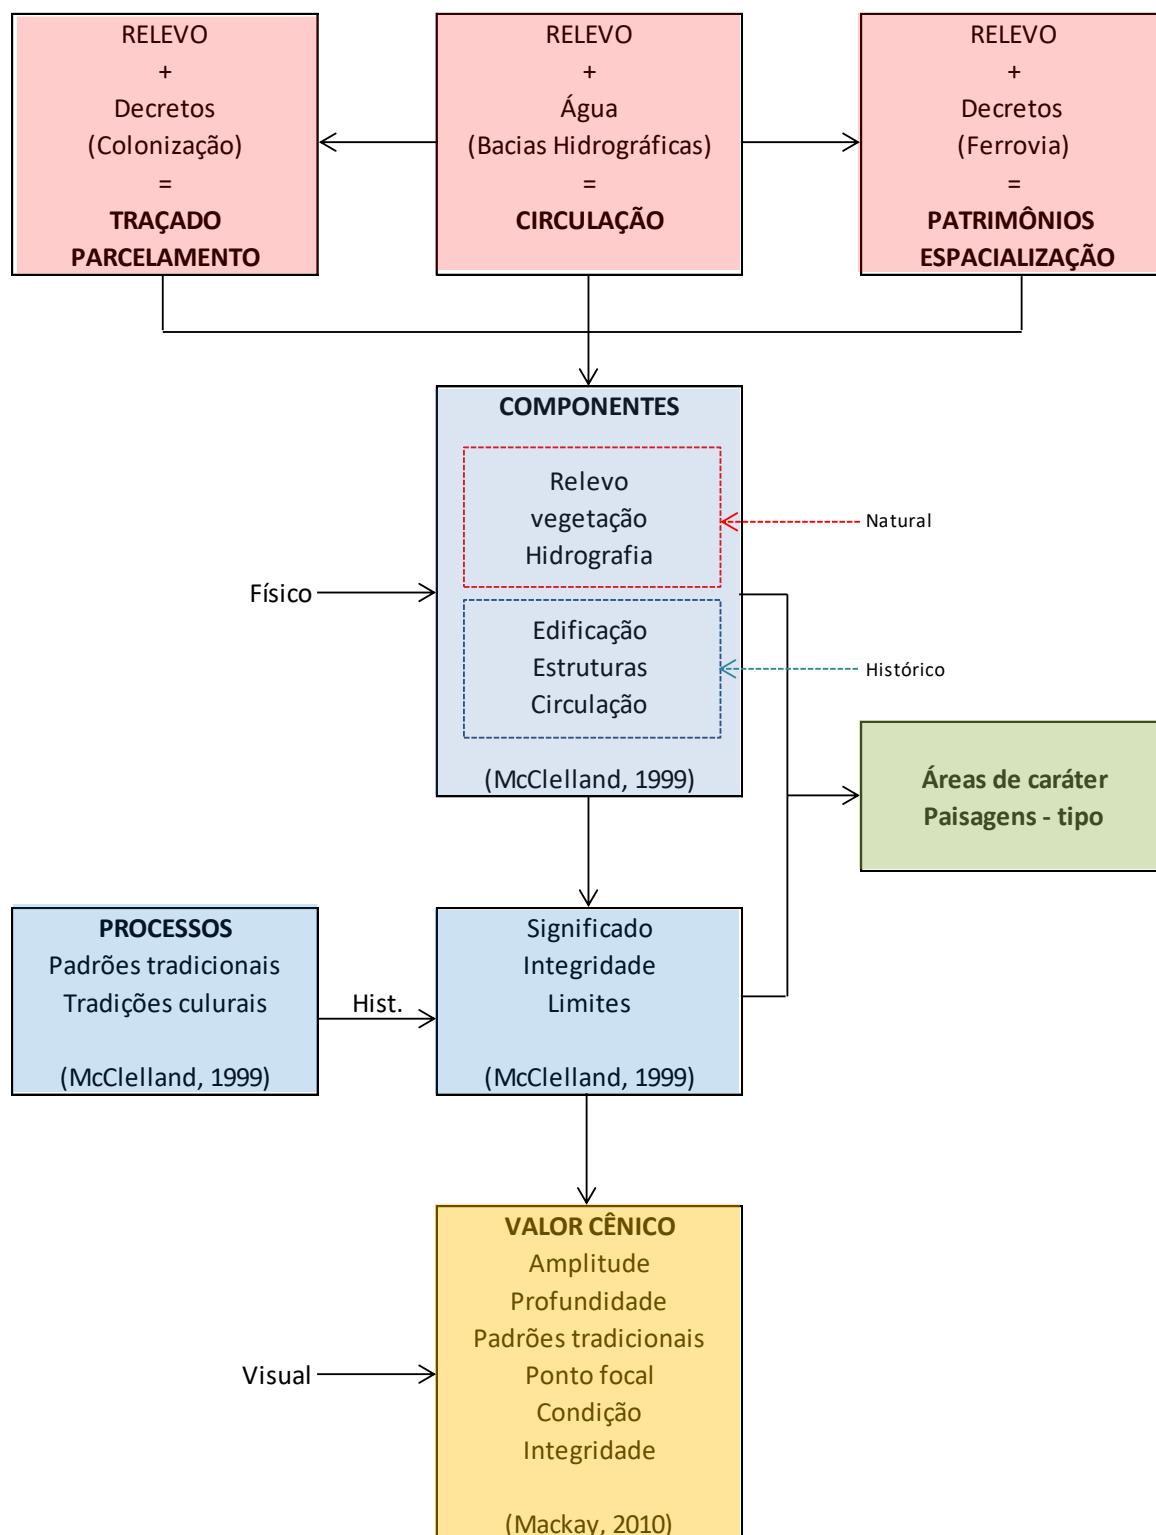 RELEVO
+
Decretos
(Colonização)
=
TRAÇADO
PARCELAMENTO
RELEVO
+
Água
(Bacias Hidrográficas)
=
CIRCULAÇÃO
RELEVO
+
Decretos
(Ferrovia)
=
PATRIMÔNIOS
ESPACIALIZAÇÃO
COMPONENTES
Relevo
vegetação
Hidrografia
Natural
Físico
Edificação
Estruturas
Circulação
Histórico
(McClelland, 1999)
Áreas de caráter
Paisagens - tipo
PROCESSOS
Padrões tradicionais
Tradições culurais
(McClelland, 1999)
Hist.
Significado
Integridade
Limites
(McClelland, 1999)
VALOR CÊNICO
Amplitude
Profundidade
Padrões tradicionais
Ponto focal
Condição
Integridade
(Mackay, 2010)
Visual